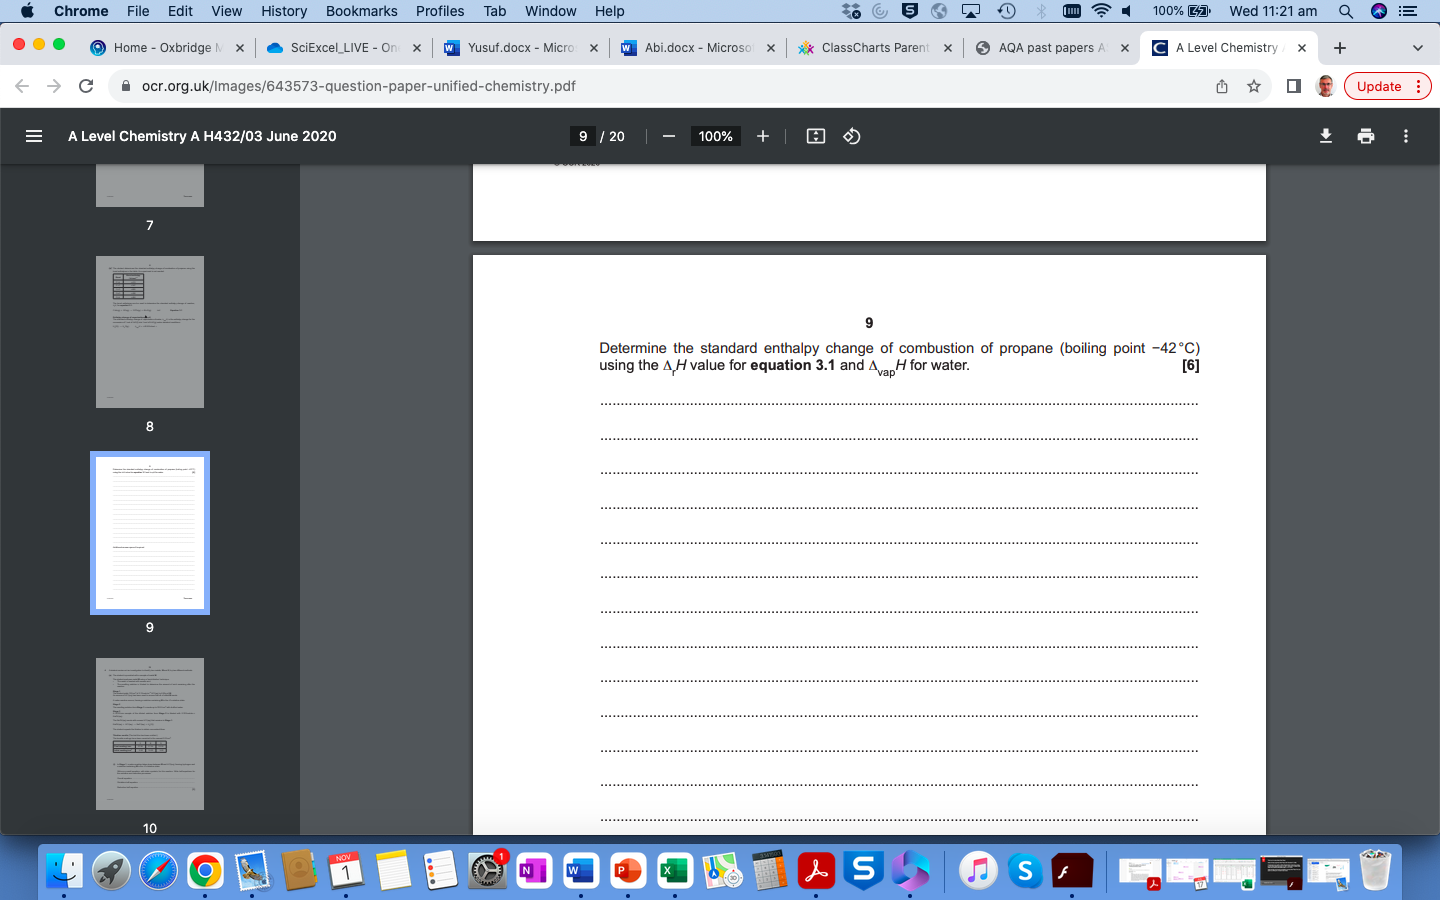 Chrome File Edit View History Bookmarks Profiles Tab Window Help 100% Wed 11:21 am
Home - Oxbridge M SciExcel_LIVE - On Yusuf.docx - Micro Abi.docx - Microso ClassCharts Parent AQA past papers A A Level Chemistry
ocr.org.uk/Images/643573-question-paper-unified-chemistry.pdf Update
A Level Chemistry A H432/03 June 2020 9 / 20 100%
7
8
9
10
9
Determine the standard enthalpy change of combustion of propane (boiling point −42 °C)
using the ΔrH value for equation 3.1 and ΔvapH for water. [6]
NOV
1
1
17